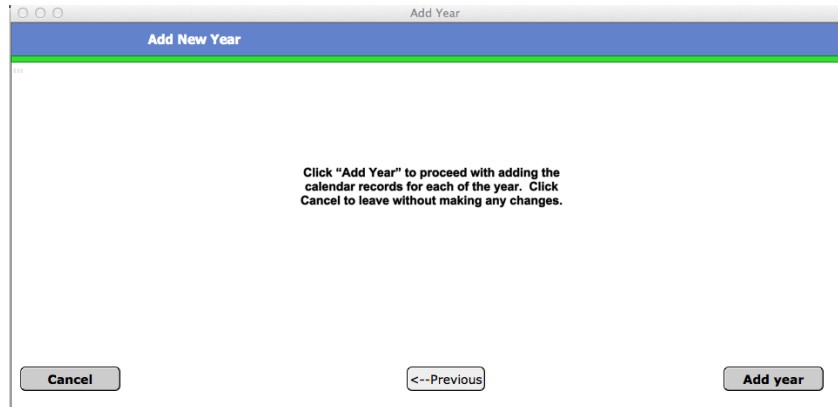 Add Year
Add New Year
Click “Add Year” to proceed with adding the
calendar records for each of the year.  Click
Cancel to leave without making any changes.
Cancel
<--Previous
Add year